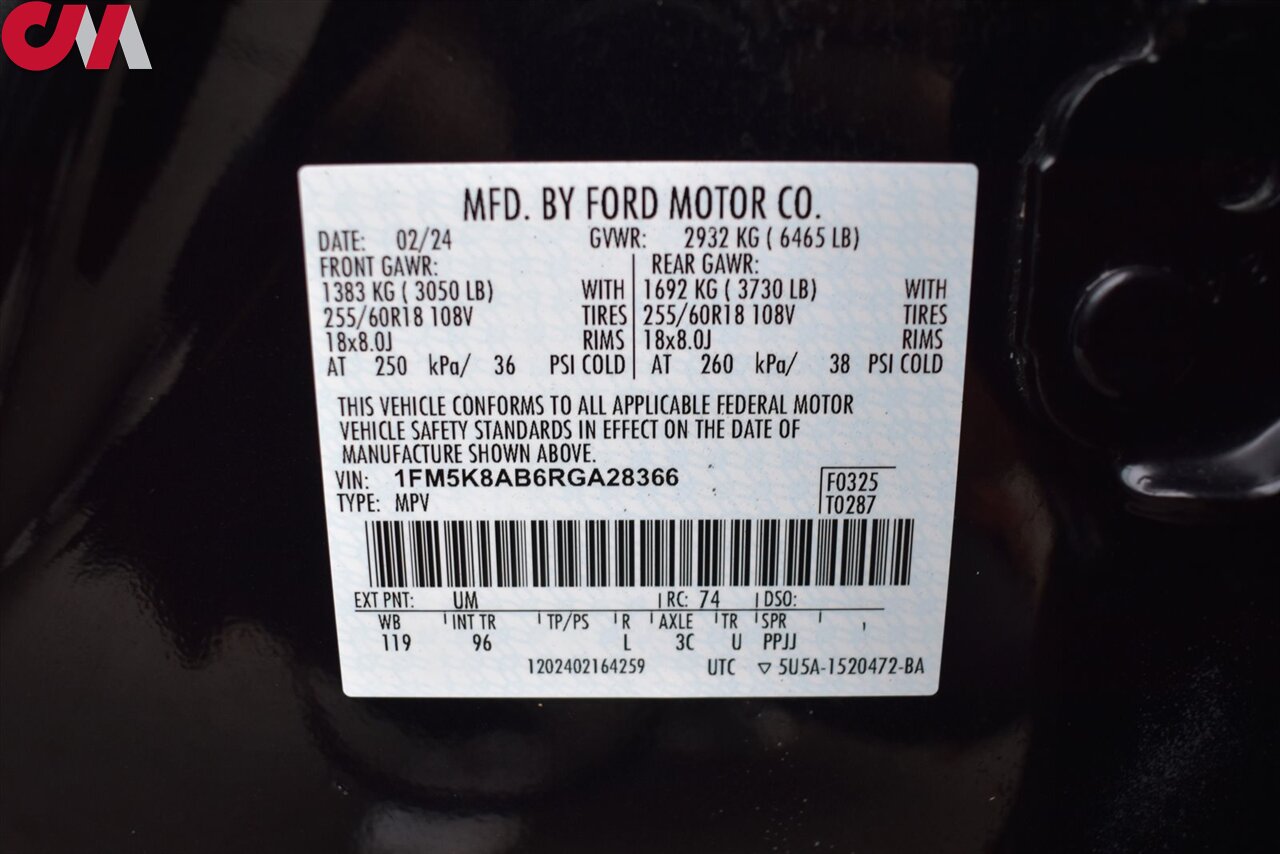 CMA
MFD. BY FORD MOTOR CO.
DATE: 02/24 GVWR: 2932 KG ( 6465 LB)
FRONT GAWR: REAR GAWR:
1383 KG ( 3050 LB) WITH 1692 KG ( 3730 LB) WITH
255/60R18 108V TIRES 255/60R18 108V TIRES
18x8.0J RIMS 18x8.0J RIMS
AT 250 kPa/ 36 PSI COLD AT 260 kPa/ 38 PSI COLD
THIS VEHICLE CONFORMS TO ALL APPLICABLE FEDERAL MOTOR
VEHICLE SAFETY STANDARDS IN EFFECT ON THE DATE OF
MANUFACTURE SHOWN ABOVE.
VIN: 1FM5K8AB6RGA28366 F0325
TYPE: MPV T0287
EXT PNT: UM RC: 74 DSO:
WB INT TR TP/PS R AXLE TR SPR ,
119 96 L 3C U PPJJ
1202402164259 UTC ▽ 5U5A-1520472-BA